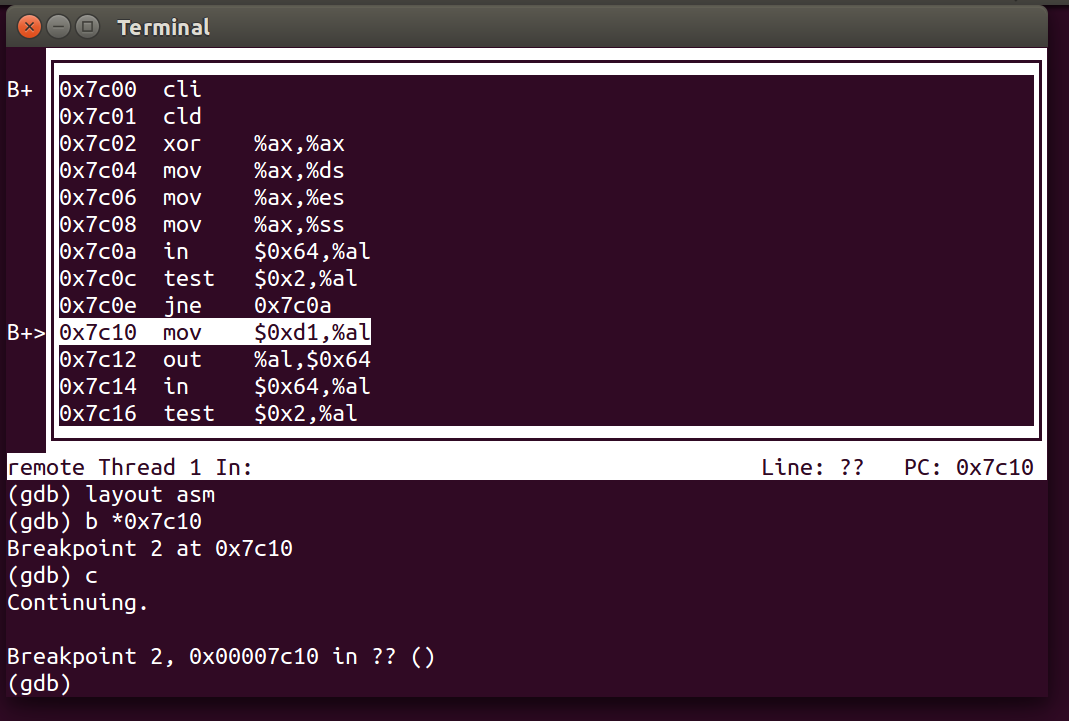 Terminal
B+ 0x7c00 cli
0x7c01 cld
0x7c02 xor %ax,%ax
0x7c04 mov %ax,%ds
0x7c06 mov %ax,%es
0x7c08 mov %ax,%ss
0x7c0a in $0x64,%al
0x7c0c test $0x2,%al
0x7c0e jne 0x7c0a
B+> 0x7c10 mov $0xd1,%al
0x7c12 out %al,$0x64
0x7c14 in $0x64,%al
0x7c16 test $0x2,%al
remote Thread 1 In: Line: ?? PC: 0x7c10
(gdb) layout asm
(gdb) b *0x7c10
Breakpoint 2 at 0x7c10
(gdb) c
Continuing.
Breakpoint 2, 0x00007c10 in ?? ()
(gdb)